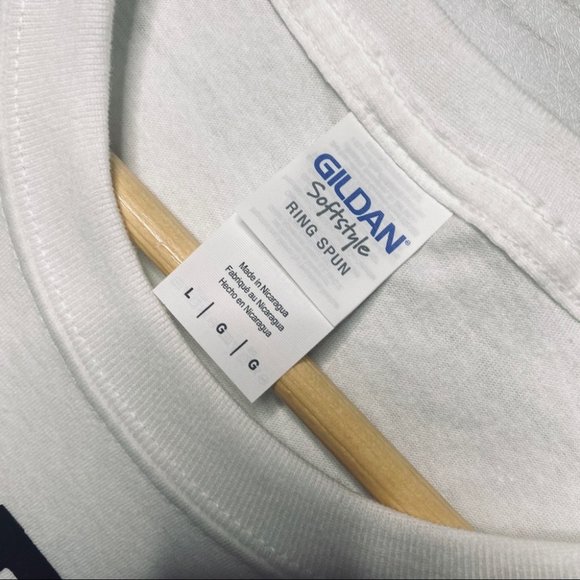 GILDAN®
Softstyle
RING SPUN
Made in Nicaragua
Fabriqué au Nicaragua
Hecho en Nicaragua
L | G | G